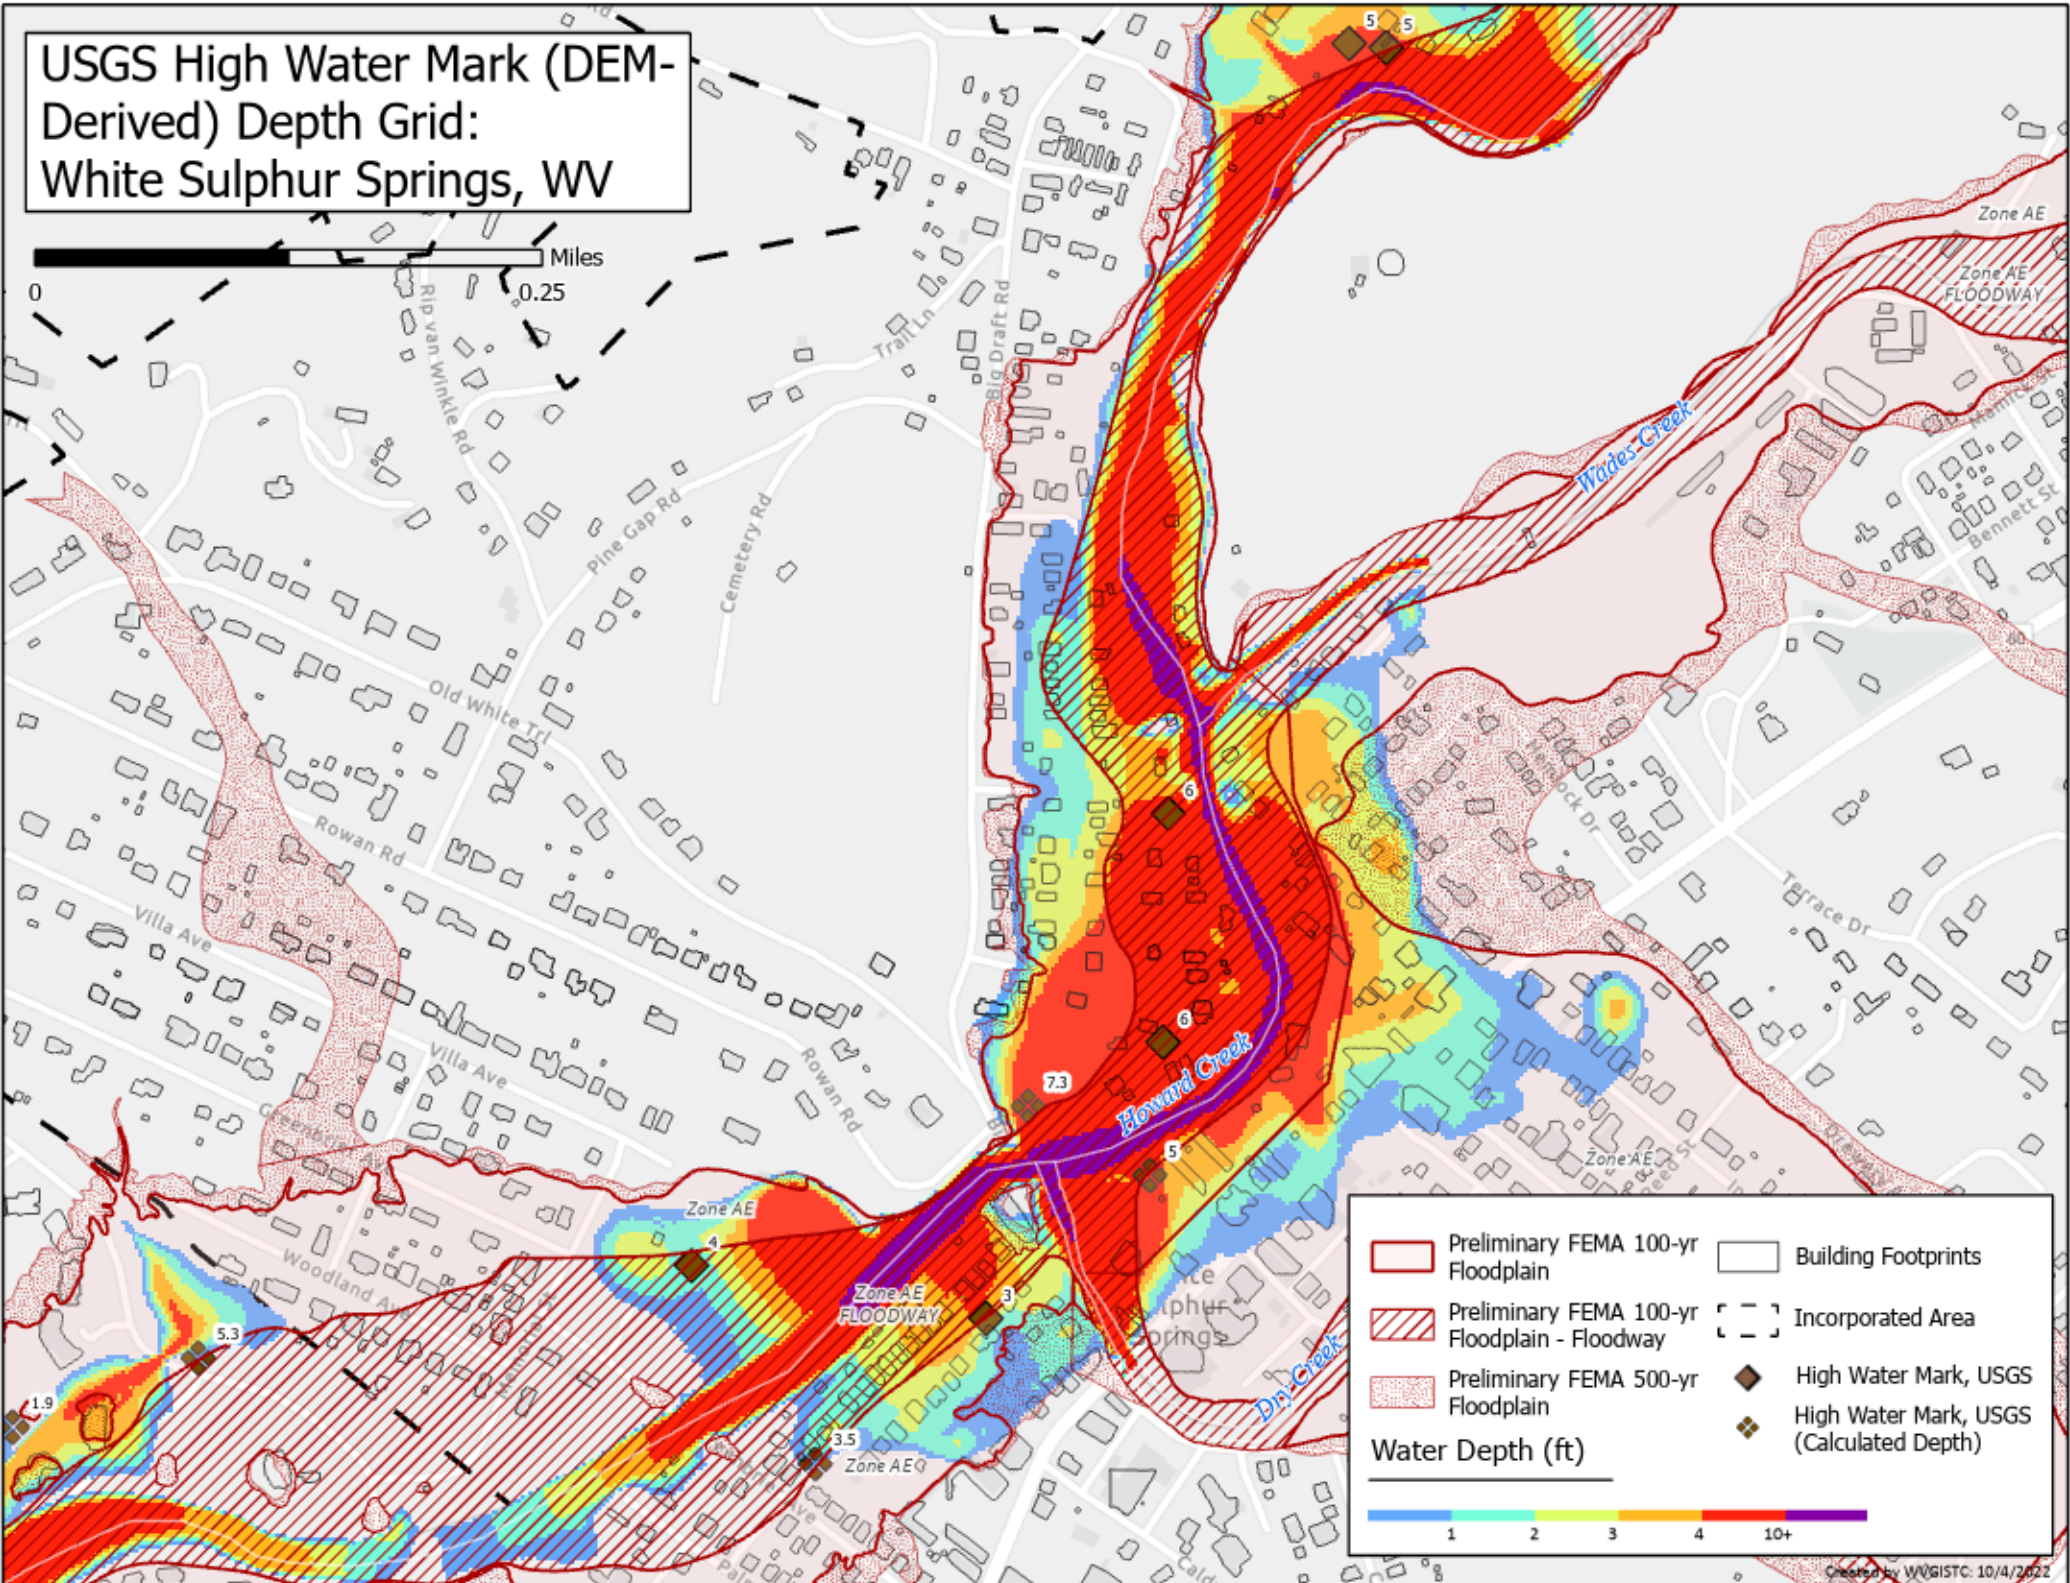 USGS High Water Mark (DEM-
Derived) Depth Grid:
White Sulphur Springs, WV
Miles
0
0.25
Rd
5
5
Zone AE
Zone AE
FLOODWAY
Rip van Winkle Rd
Trail Ln
Big Draft Rd
Wades Creek
Bennett St
Pine Gap Rd
Cemetery Rd
Old White Trl
6
Rowan Rd
Terrace Dr
Villa Ave
6
Howard Creek
7.3
Villa Ave
Rowan Rd
5
Zone AE
Zone AE
4
Woodland Ave
Zone AE
FLOODWAY
3
5.3
Dry Creek
1.9
3.5
Zone AE
Preliminary FEMA 100-yr
Floodplain
Building Footprints
Preliminary FEMA 100-yr
Floodplain - Floodway
Incorporated Area
Preliminary FEMA 500-yr
Floodplain
High Water Mark, USGS
High Water Mark, USGS
(Calculated Depth)
Water Depth (ft)
1
2
3
4
10+
Created by WVGISTC: 10/4/2022